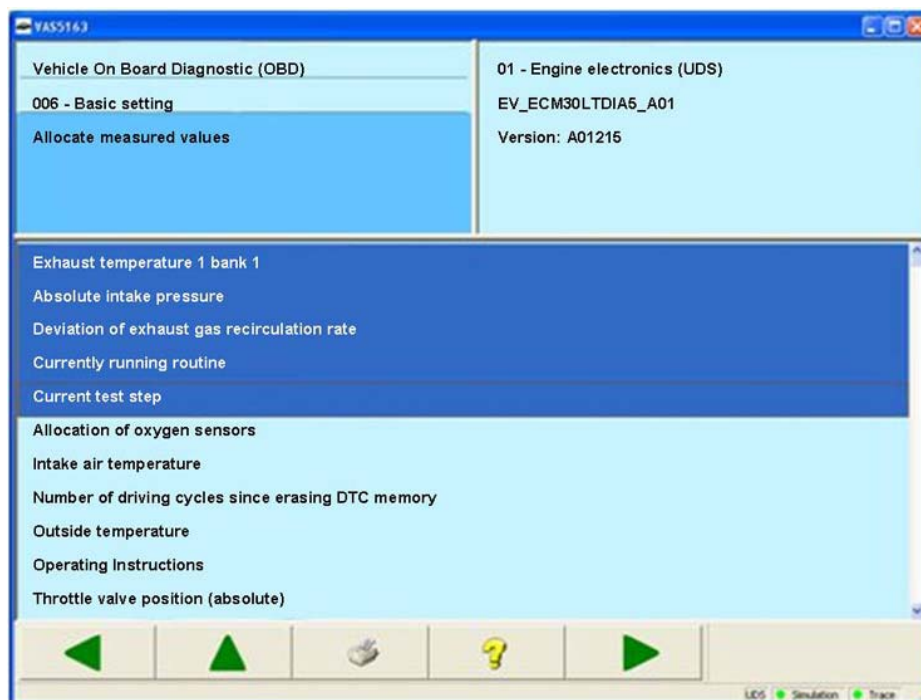 VAS5163
Vehicle On Board Diagnostic (OBD)
006 - Basic setting
Allocate measured values
01 - Engine electronics (UDS)
EV_ECM30LTDIA5_A01
Version: A01215
Exhaust temperature 1 bank 1
Absolute intake pressure
Deviation of exhaust gas recirculation rate
Currently running routine
Current test step
Allocation of oxygen sensors
Intake air temperature
Number of driving cycles since erasing DTC memory
Outside temperature
Operating Instructions
Throttle valve position (absolute)
UDS Simulation Trace